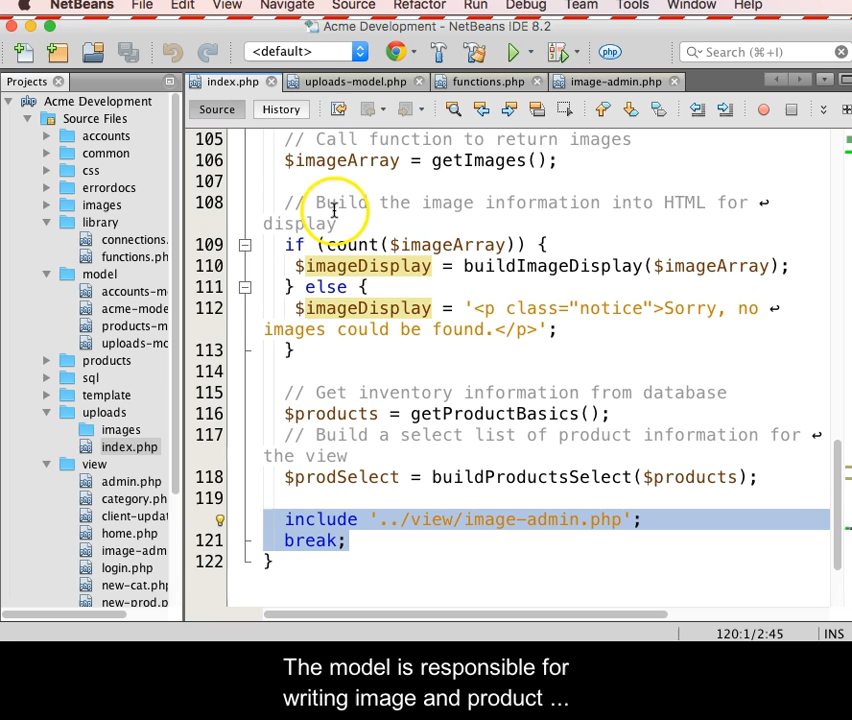 NetBeans File Edit View Navigate Source Refactor Run Debug Team Tools Window Help
Acme Development - NetBeans IDE 8.2
<default> php Search (⌘+I)
Projects index.php uploads-model.php functions.php image-admin.php
Source History
Acme Development
Source Files
accounts
common
css
errordocs
images
library
connections.
functions.ph
model
accounts-m
acme-mode
products-m
uploads-mo
products
sql
template
uploads
images
index.php
view
admin.php
category.ph
client-updat
home.php
image-adm
login.php
new-cat.php
new-prod.p
105 // Call function to return images
106 $imageArray = getImages();
107
108 // Build the image information into HTML for ↩
display
109 if (count($imageArray)) {
110 $imageDisplay = buildImageDisplay($imageArray);
111 } else {
112 $imageDisplay = '<p class="notice">Sorry, no ↩
images could be found.</p>';
113 }
114
115 // Get inventory information from database
116 $products = getProductBasics();
117 // Build a select list of product information for ↩
the view
118 $prodSelect = buildProductsSelect($products);
119
include '../view/image-admin.php';
121 break;
122 }
120:1/2:45 INS
The model is responsible for
writing image and product ...